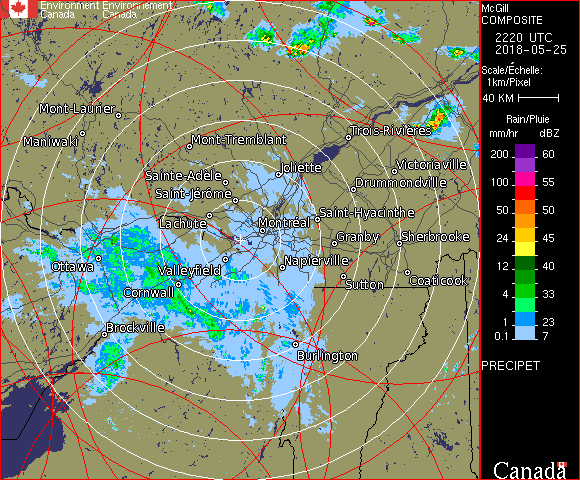 Environment Environnement
Canada Canada
McGill
COMPOSITE
2220 UTC
2018-05-25
Scale/Échelle:
1km/Pixel
40 KM
Rain/Pluie
mm/hr dBZ
200 60
100 55
50 50
50 50
24 45
12 40
4 33
1 23
0.1 7
PRECIPET
Canada
Mont-Laurier
Maniwaki
Mont-Tremblant
Trois-Rivières
Sainte-Adèle
Joliette
Victoriaville
Saint-Jérôme
Drummondville
Lachute
Saint-Hyacinthe
Montréal
Granby
Sherbrooke
Ottawa
Valleyfield
Napierville
Cornwall
Sutton
Coaticook
Brockville
Burlington